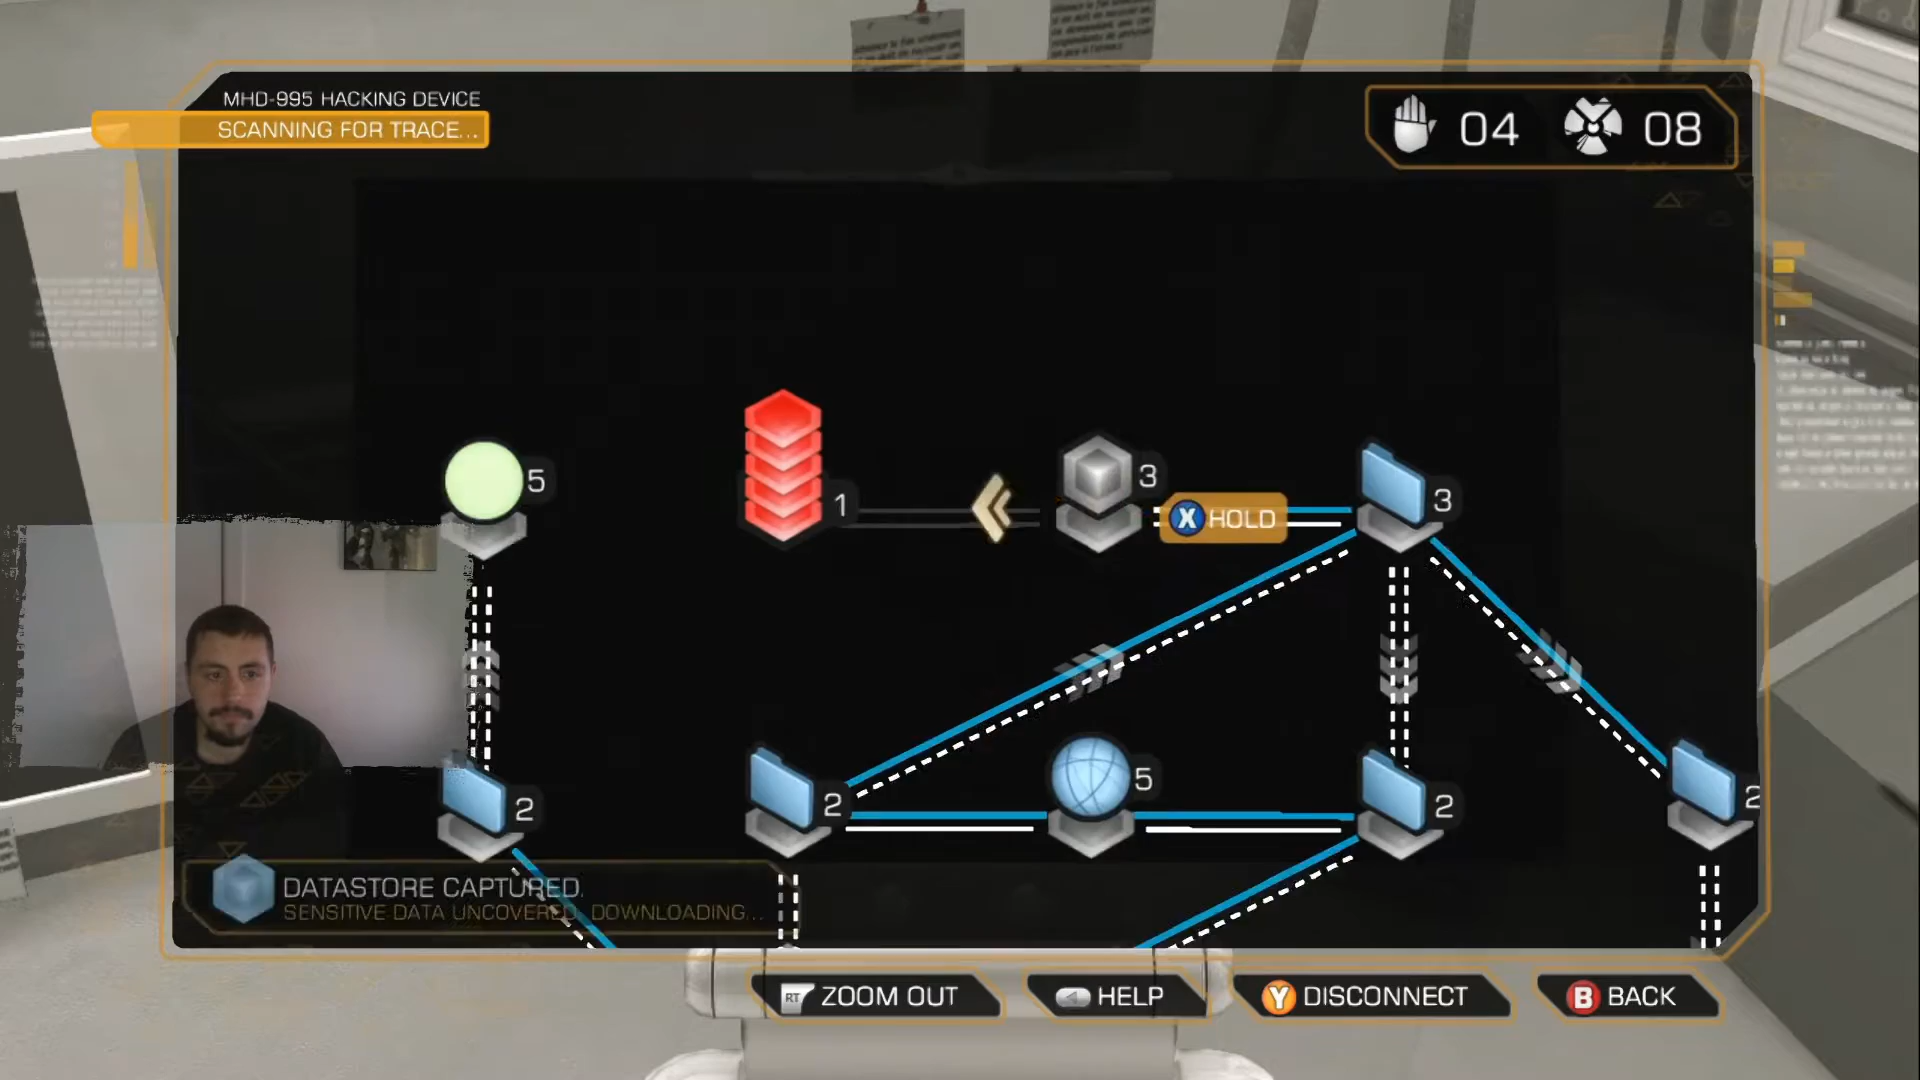 MHD-995 HACKING DEVICE
SCANNING FOR TRACE...
04
08
5
1
3
X HOLD
3
2
2
5
2
2
DATASTORE CAPTURED.
SENSITIVE DATA UNCOVERED. DOWNLOADING...
RT ZOOM OUT
HELP
Y DISCONNECT
B BACK